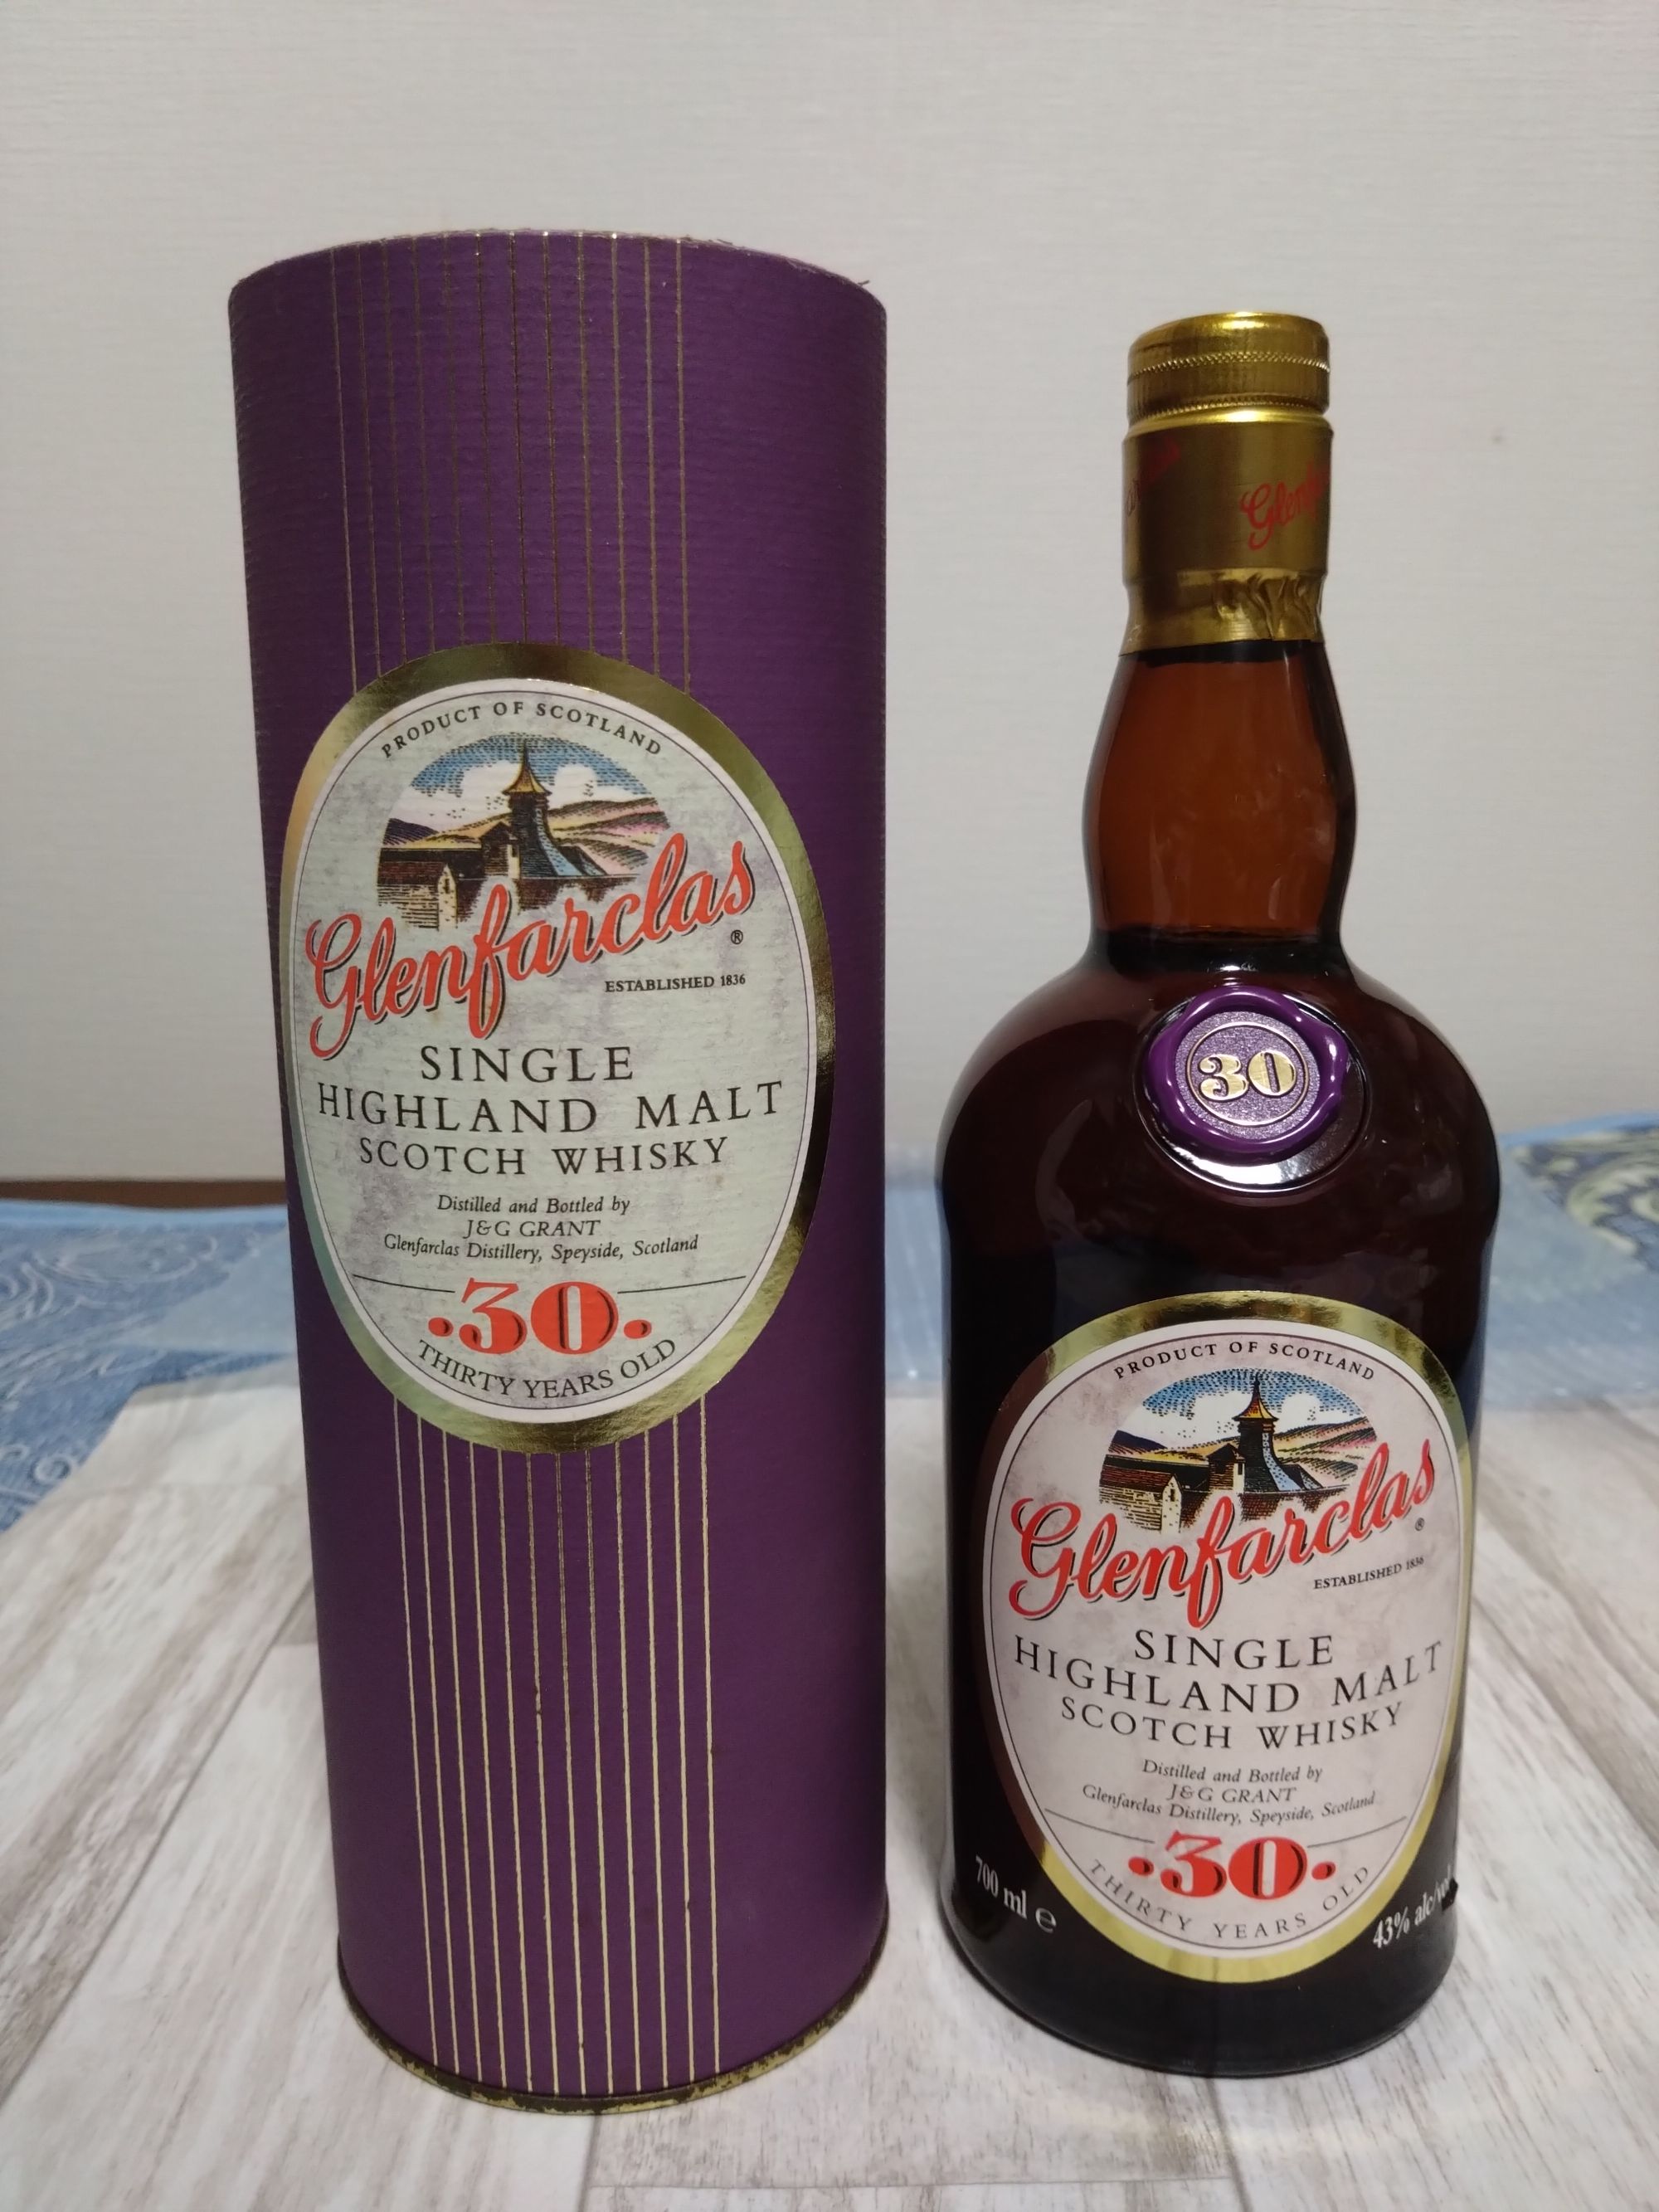 PRODUCT OF SCOTLAND
Glenfarclas
®
ESTABLISHED 1836
SINGLE
HIGHLAND MALT
SCOTCH WHISKY
Distilled and Bottled by
J&G GRANT
Glenfarclas Distillery, Speyside, Scotland
·30·
THIRTY YEARS OLD
30
PRODUCT OF SCOTLAND
Glenfarclas
®
ESTABLISHED 1836
SINGLE
HIGHLAND MALT
SCOTCH WHISKY
Distilled and Bottled by
J&G GRANT
Glenfarclas Distillery, Speyside, Scotland
·30·
THIRTY YEARS OLD
700 ml ℮
43% alc/vol